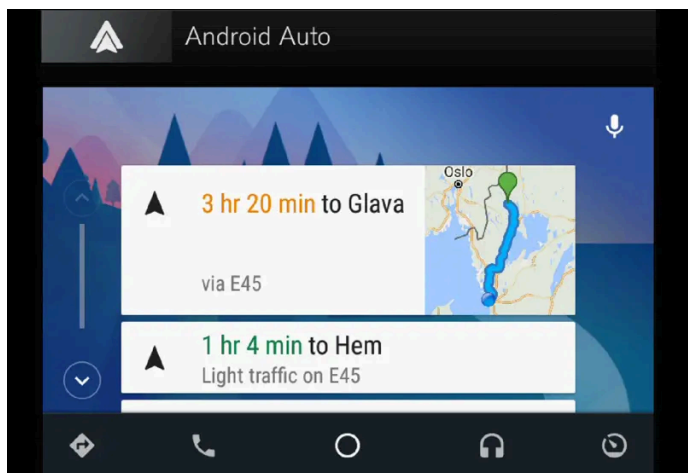 Android Auto
Oslo
3 hr 20 min to Glava
via E45
1 hr 4 min to Hem
Light traffic on E45